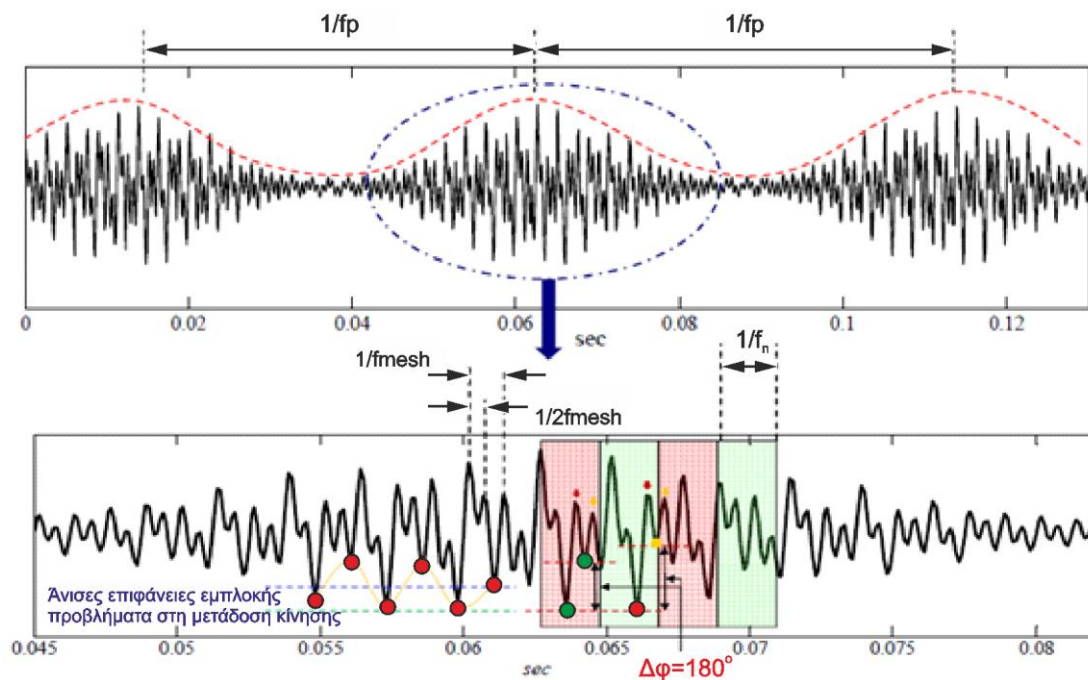 1/fp 1/fp
0 0.02 0.04 0.06 0.08 0.1 0.12
sec
1/fmesh
1/2fmesh
1/fn
Άνισες επιφάνειες εμπλοκής
προβλήματα στη μετάδοση κίνησης
0.045 0.05 0.055 0.06 0.065 0.07 0.075 0.08
sec
Δφ=180°